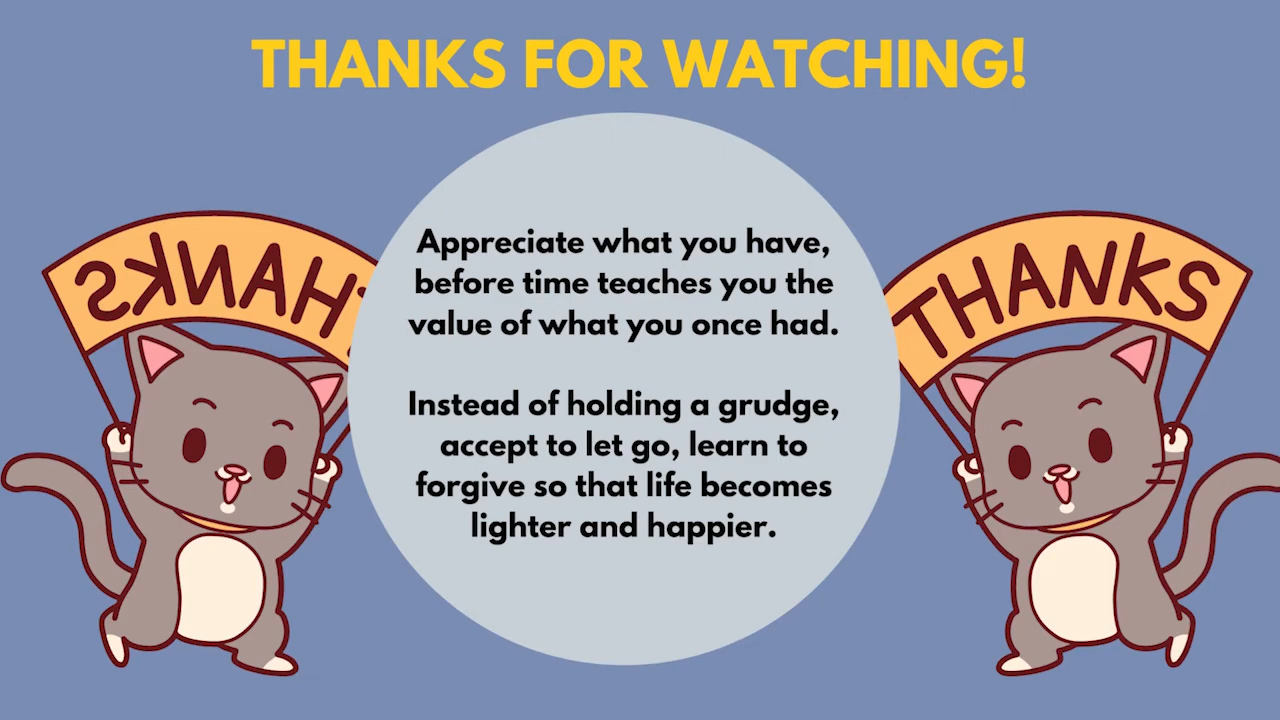 THANKS FOR WATCHING!
THANKS
THANKS
Appreciate what you have,
before time teaches you the
value of what you once had.
Instead of holding a grudge,
accept to let go, learn to
forgive so that life becomes
lighter and happier.